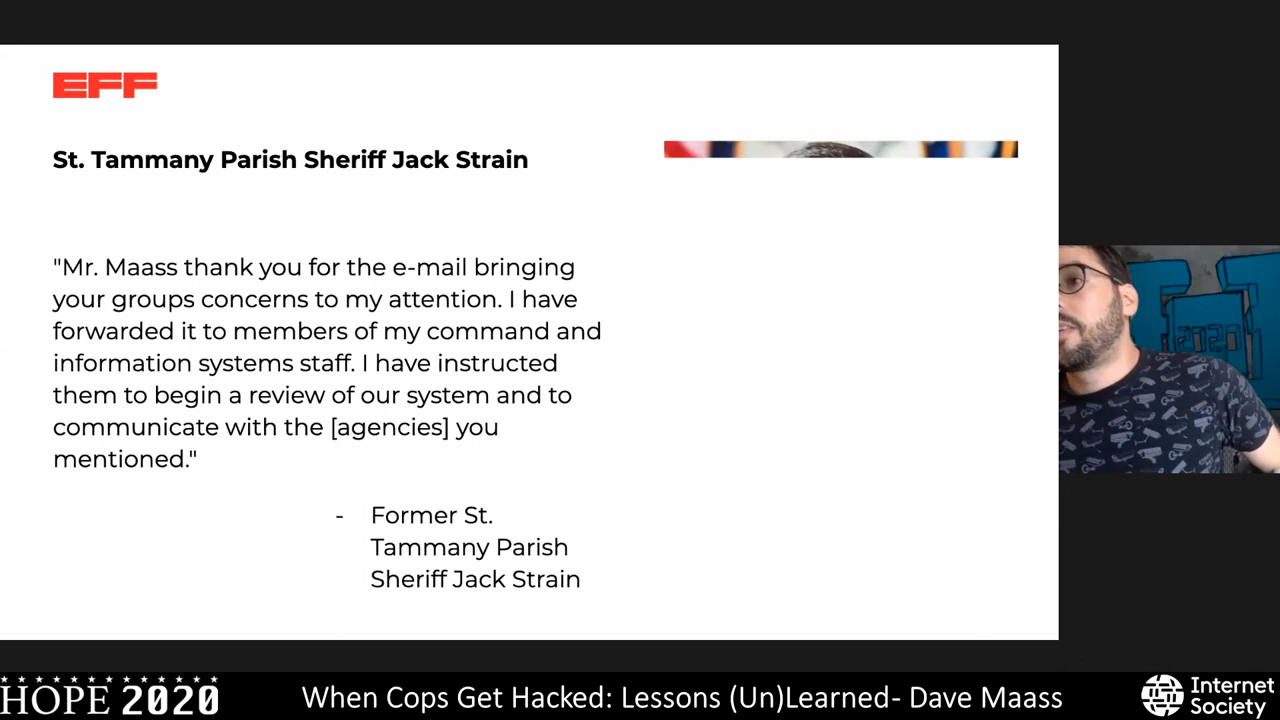 EFF
St. Tammany Parish Sheriff Jack Strain
"Mr. Maass thank you for the e-mail bringing
your groups concerns to my attention. I have
forwarded it to members of my command and
information systems staff. I have instructed
them to begin a review of our system and to
communicate with the [agencies] you
mentioned."
- Former St.
Tammany Parish
Sheriff Jack Strain
2020
HOPE 2020
When Cops Get Hacked: Lessons (Un)Learned- Dave Maass
Internet
Society